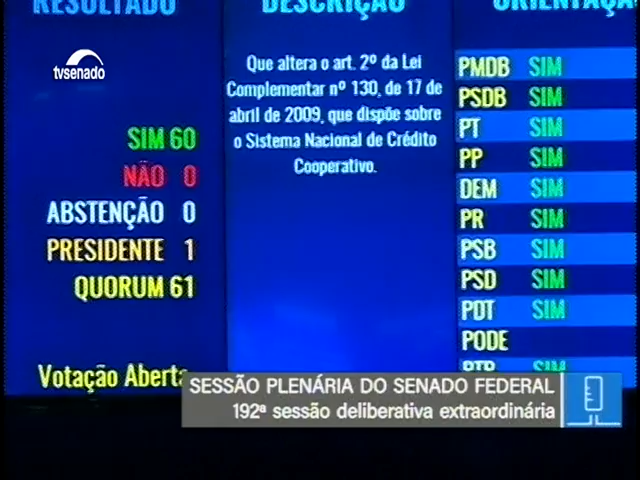 RESULTADO
DESCRIÇÃO
tvsenado
SIM 60
NÃO 0
ABSTENÇÃO 0
PRESIDENTE 1
QUORUM 61
Votação Aberta
Que altera o art. 2º da Lei
Complementar nº 130, de 17 de
abril de 2009, que dispõe sobre
o Sistema Nacional de Crédito
Cooperativo.
PMDB SIM
PSDB SIM
PT SIM
PP SIM
DEM SIM
PR SIM
PSB SIM
PSD SIM
PDT SIM
PODE
PTB SIM
SESSÃO PLENÁRIA DO SENADO FEDERAL
192ª sessão deliberativa extraordinária